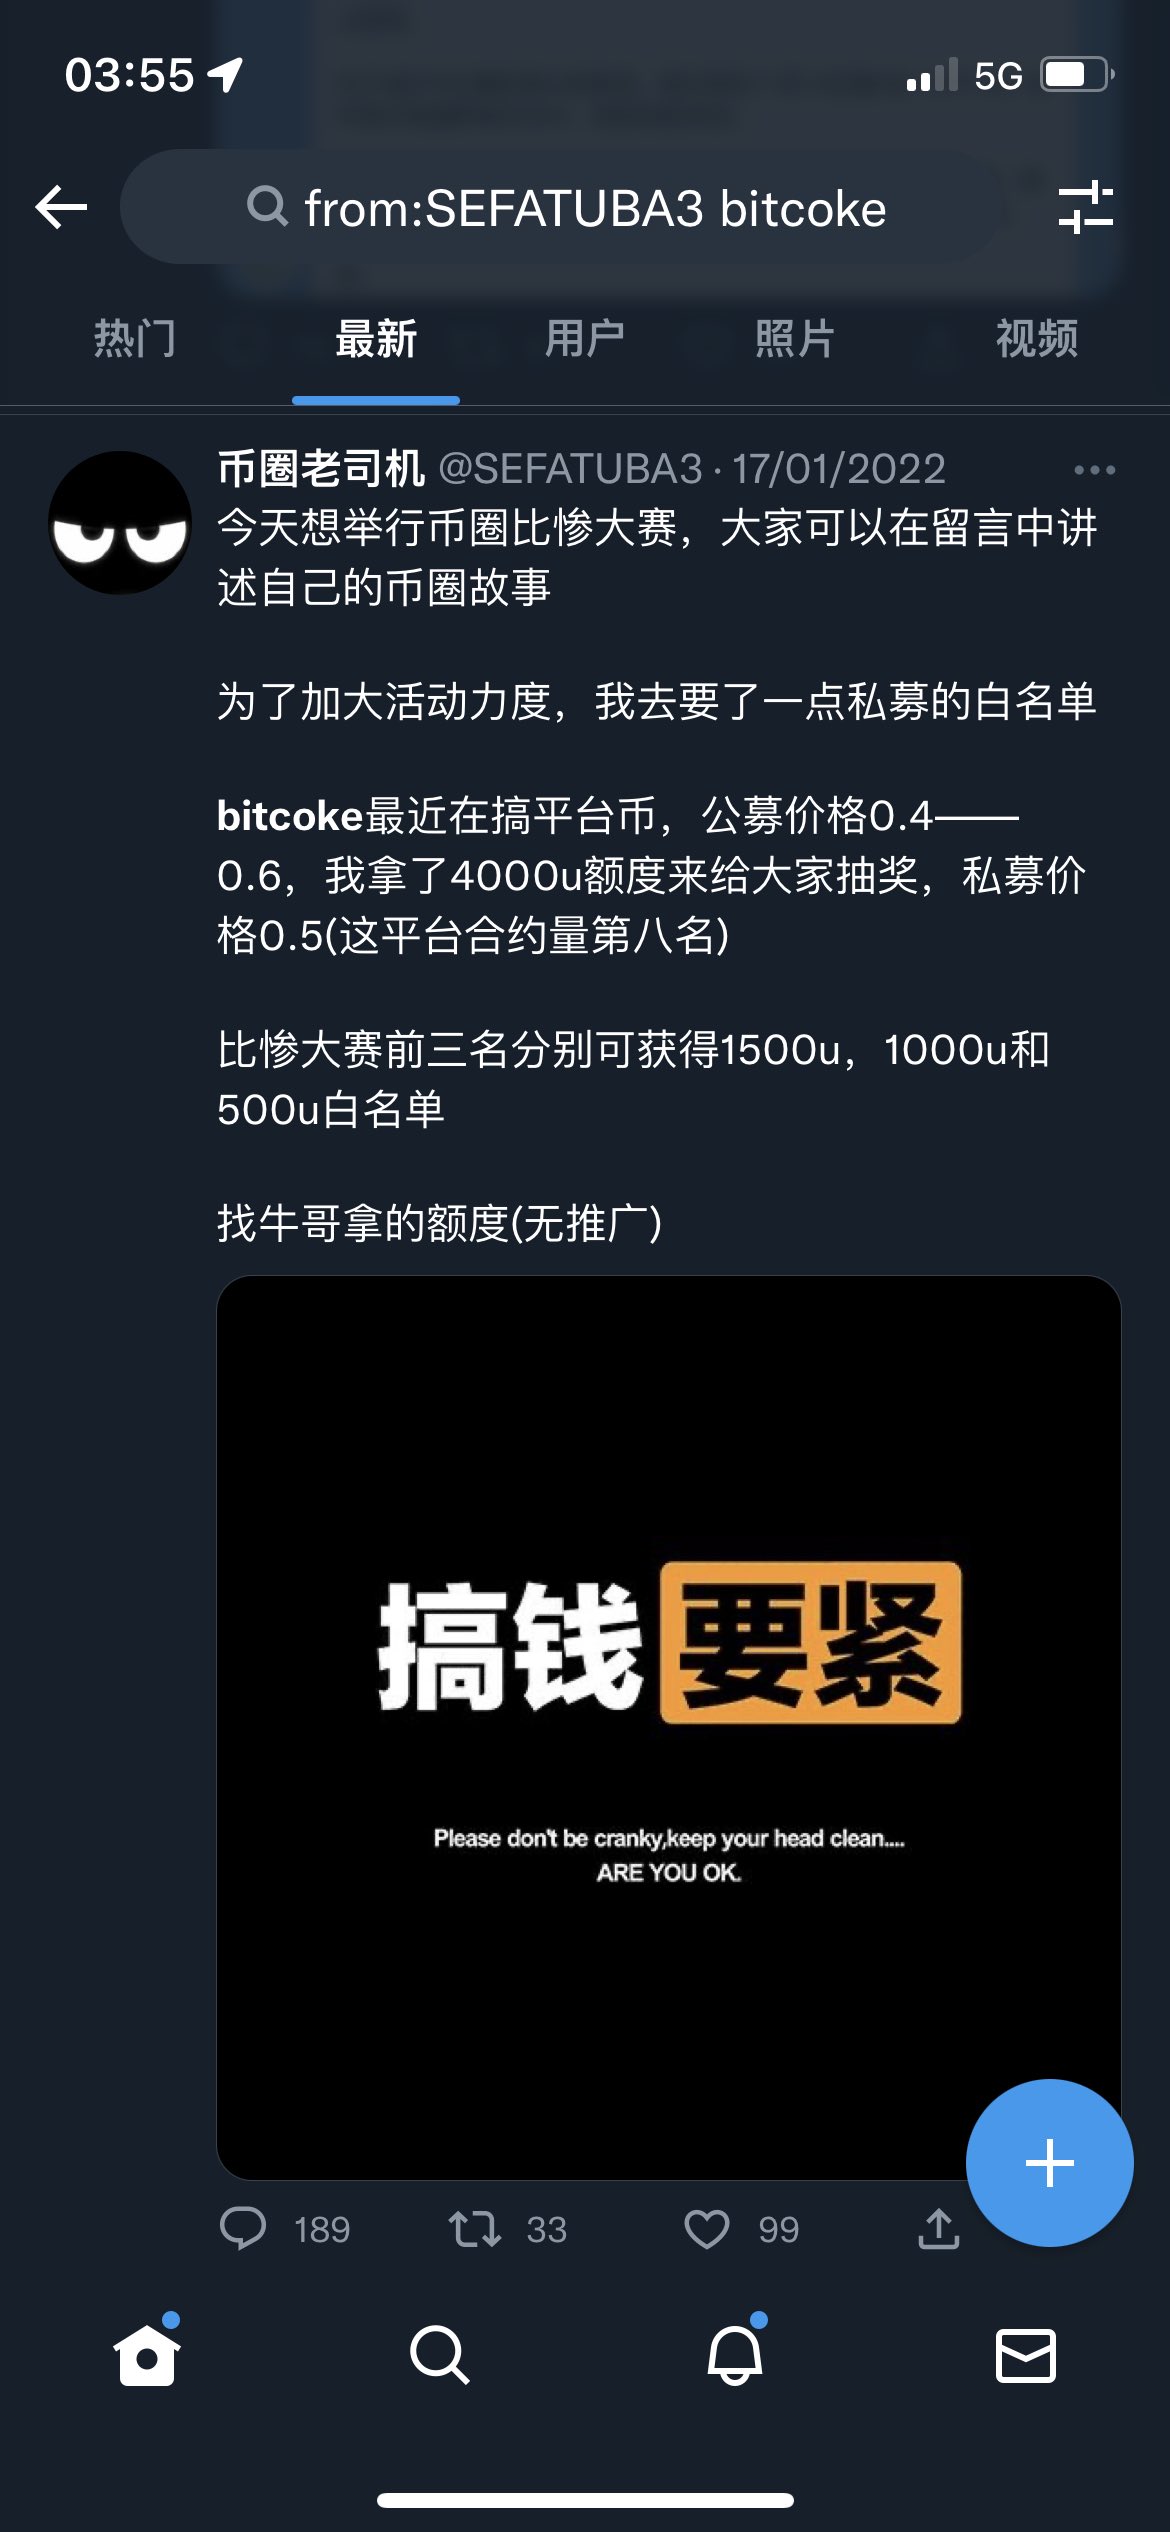 03:55
5G
from:SEFATUBA3 bitcoke
热门 最新 用户 照片 视频
币圈老司机 @SEFATUBA3 · 17/01/2022
今天想举行币圈比惨大赛，大家可以在留言中讲
述自己的币圈故事
为了加大活动力度，我去要了一点私募的白名单
bitcoke最近在搞平台币，公募价格0.4——
0.6，我拿了4000u额度来给大家抽奖，私募价
格0.5(这平台合约量第八名)
比惨大赛前三名分别可获得1500u，1000u和
500u白名单
找牛哥拿的额度(无推广)
搞钱要紧
Please don't be cranky,keep your head clean....
ARE YOU OK.
189 33 99